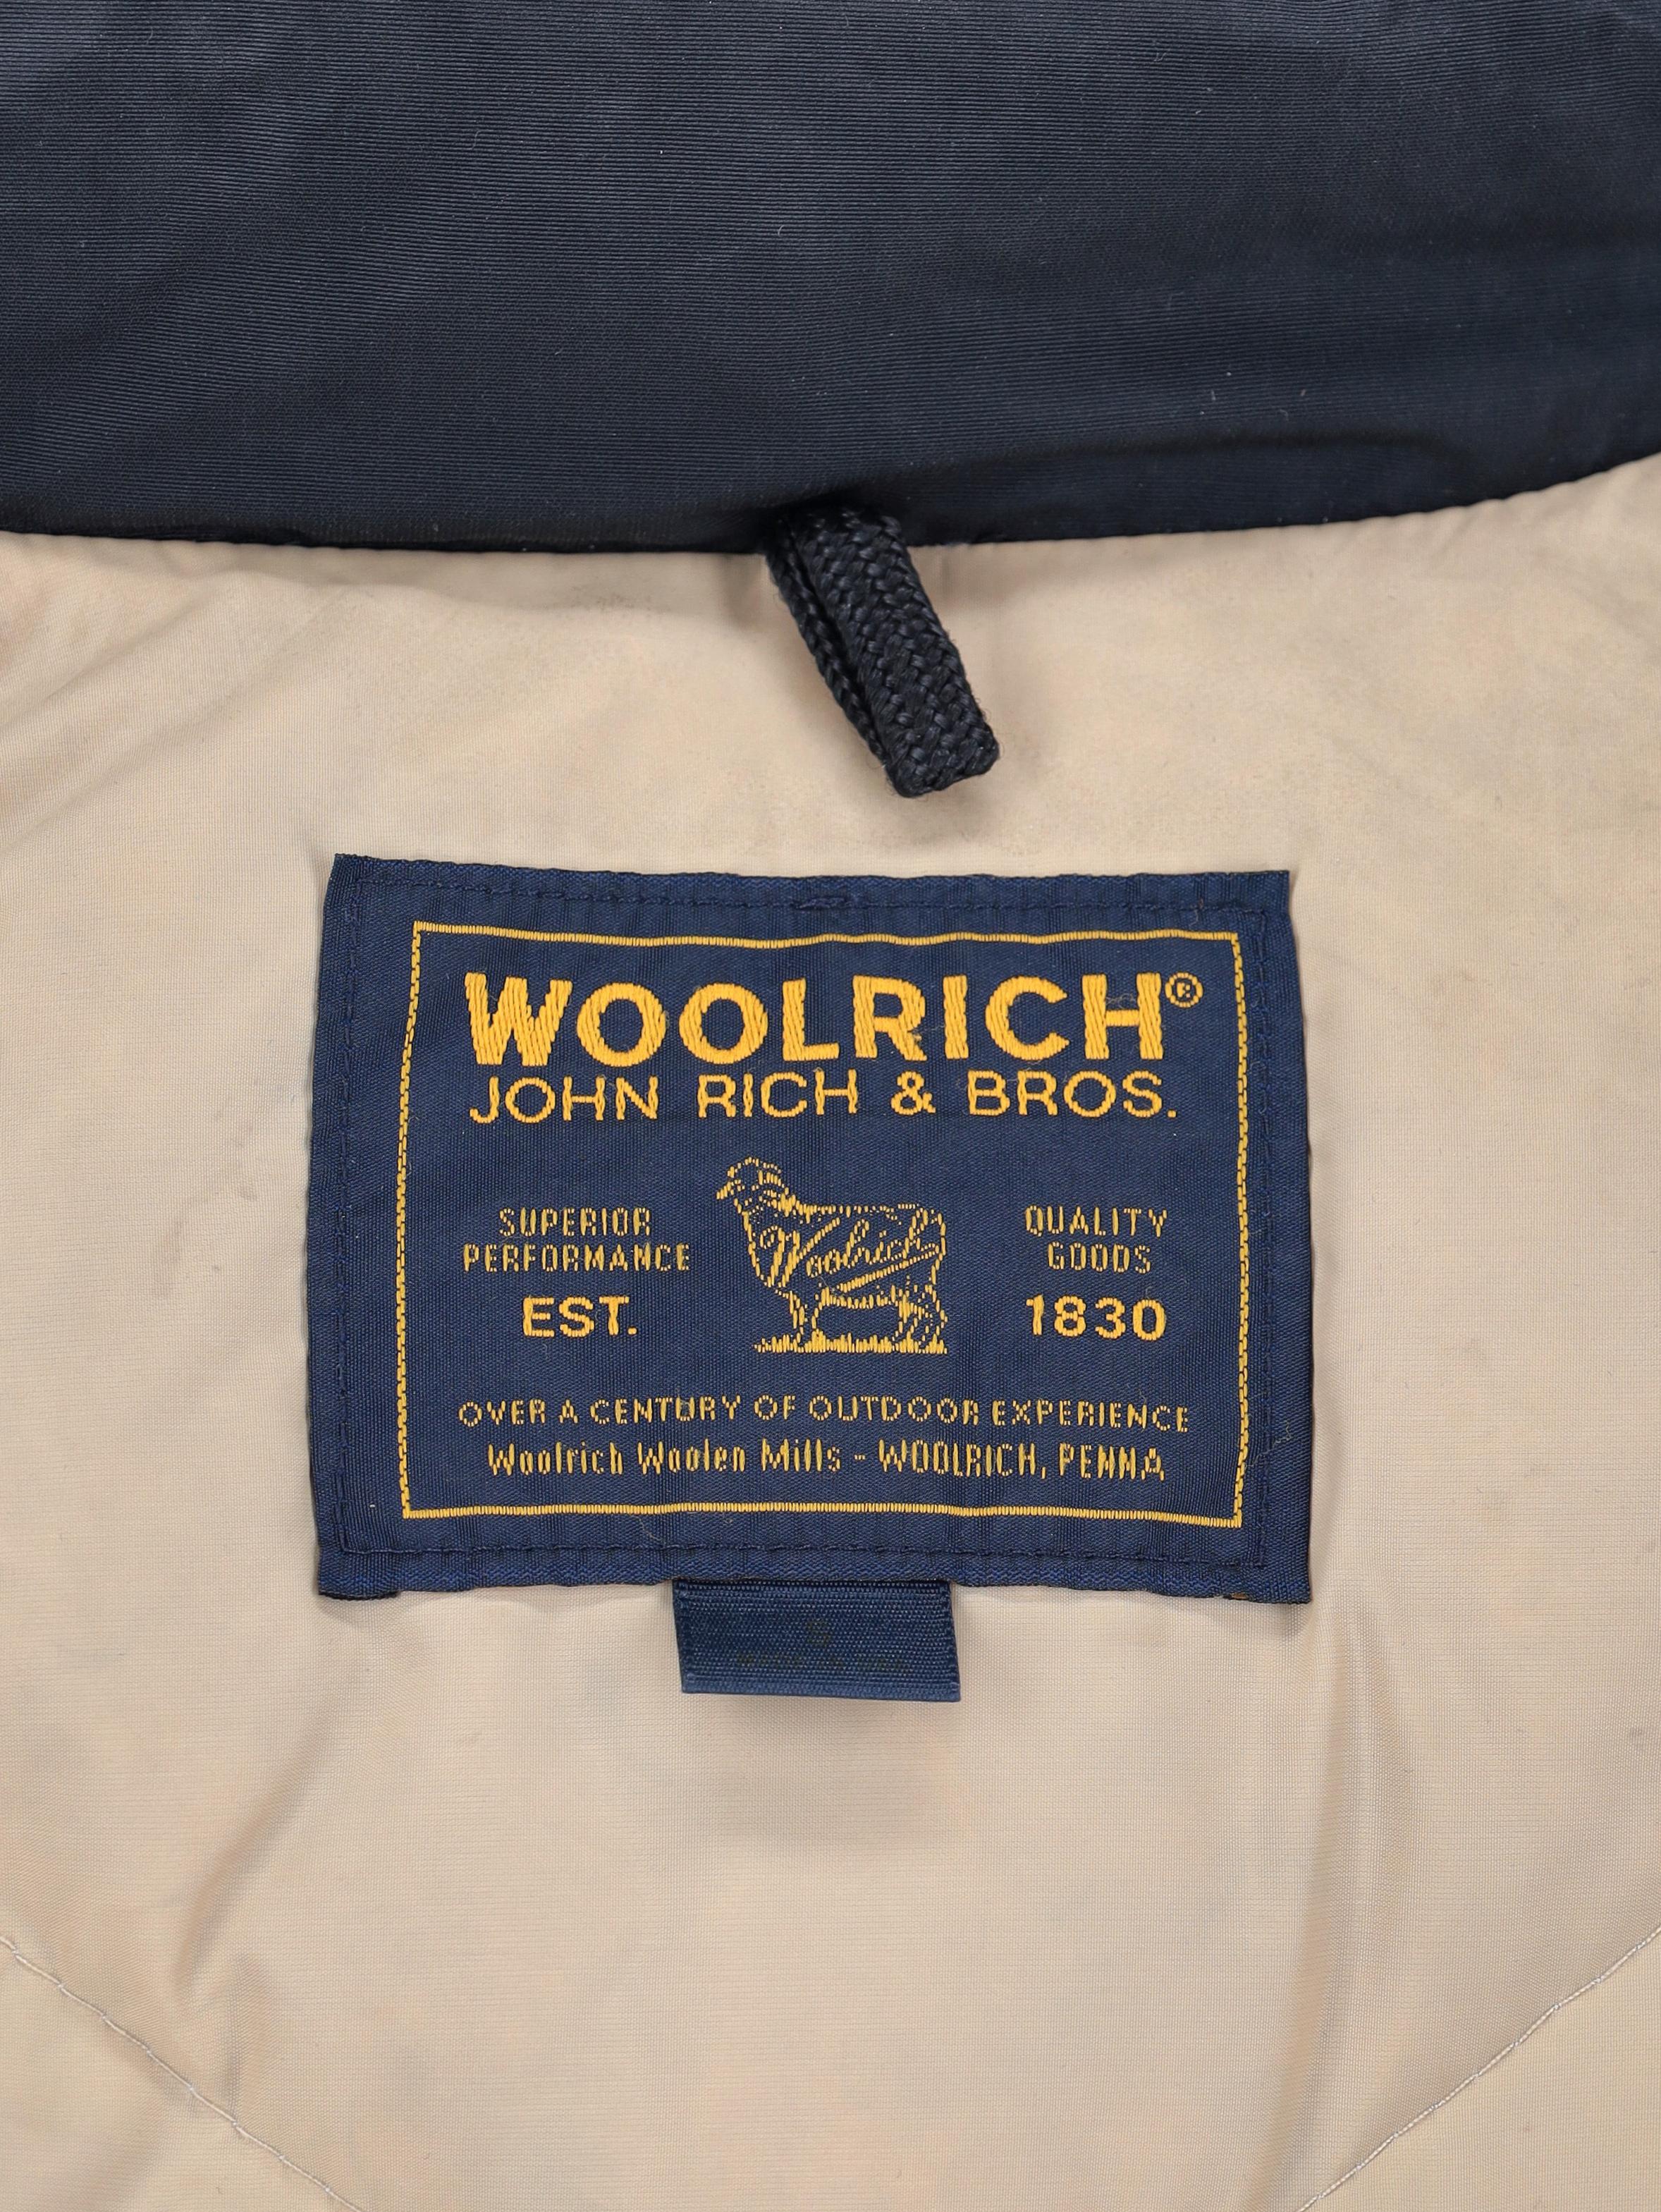 WOOLRICH®
JOHN RICH & BROS.
SUPERIOR
PERFORMANCE
EST.
Woolrich
QUALITY
GOODS
1830
OVER A CENTURY OF OUTDOOR EXPERIENCE
Woolrich Woolen Mills - WOOLRICH, PENNA
S